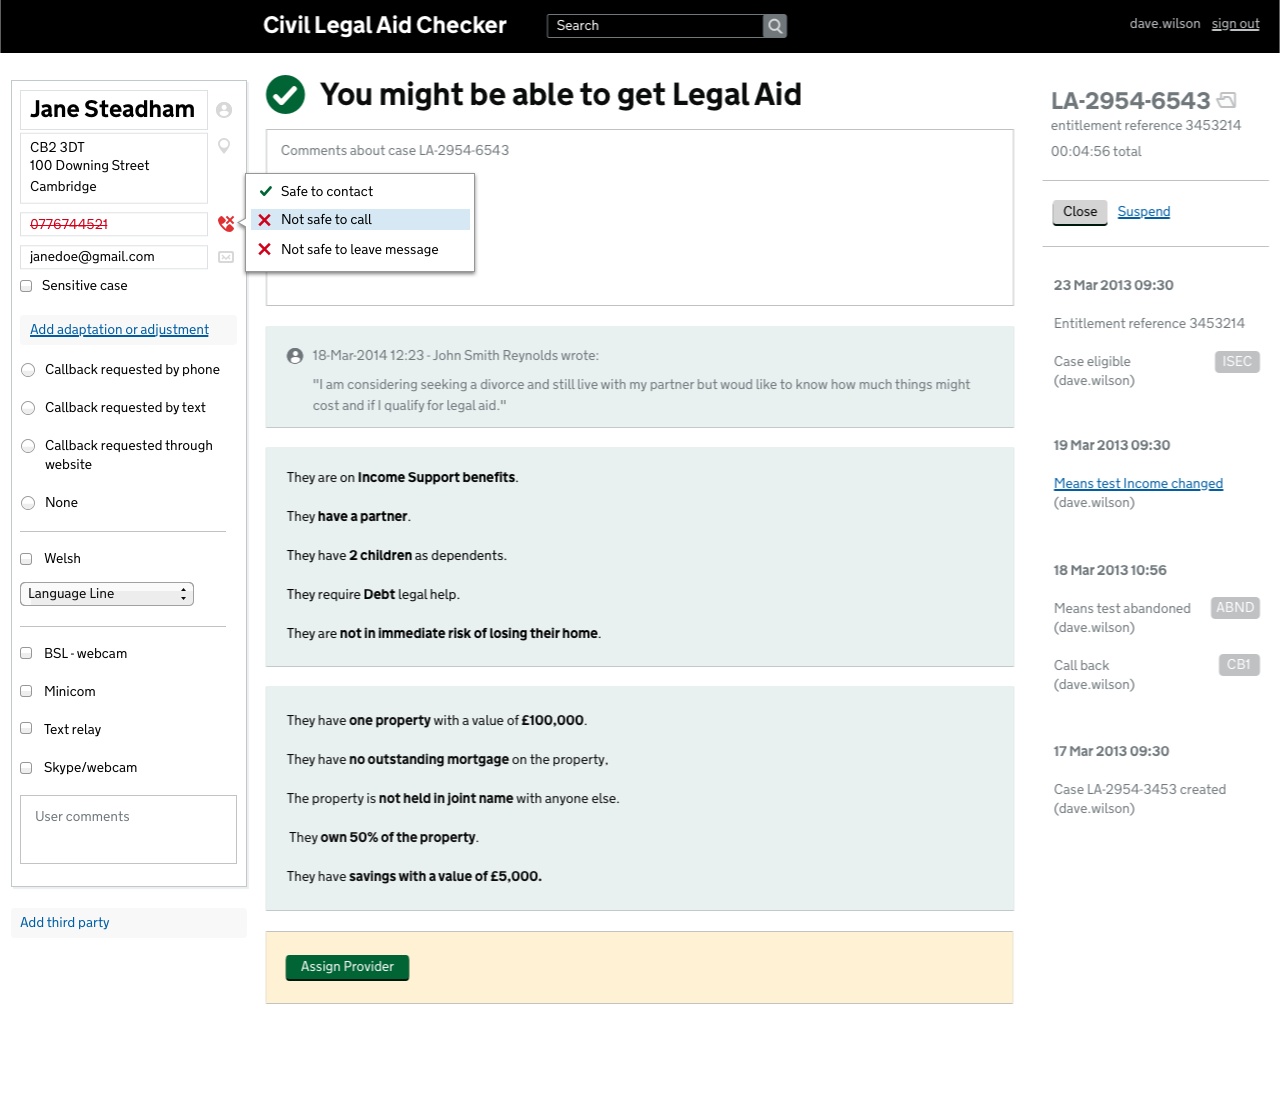 Civil Legal Aid Checker
Search
dave.wilson sign out
Jane Steadham
CB2 3DT
100 Downing Street
Cambridge
0776744521
janedoe@gmail.com
Sensitive case
Add adaptation or adjustment
Callback requested by phone
Callback requested by text
Callback requested through
website
None
Welsh
Language Line
BSL - webcam
Minicom
Text relay
Skype/webcam
User comments
Add third party
You might be able to get Legal Aid
Comments about case LA-2954-6543
Safe to contact
Not safe to call
Not safe to leave message
18-Mar-2014 12:23 - John Smith Reynolds wrote:
"I am considering seeking a divorce and still live with my partner but woud like to know how much things might
cost and if I qualify for legal aid."
They are on Income Support benefits.
They have a partner.
They have 2 children as dependents.
They require Debt legal help.
They are not in immediate risk of losing their home.
They have one property with a value of £100,000.
They have no outstanding mortgage on the property,
The property is not held in joint name with anyone else.
They own 50% of the property.
They have savings with a value of £5,000.
Assign Provider
LA-2954-6543
entitlement reference 3453214
00:04:56 total
Close Suspend
23 Mar 2013 09:30
Entitlement reference 3453214
Case eligible ISEC
(dave.wilson)
19 Mar 2013 09:30
Means test Income changed
(dave.wilson)
18 Mar 2013 10:56
Means test abandoned ABND
(dave.wilson)
Call back CB1
(dave.wilson)
17 Mar 2013 09:30
Case LA-2954-3453 created
(dave.wilson)